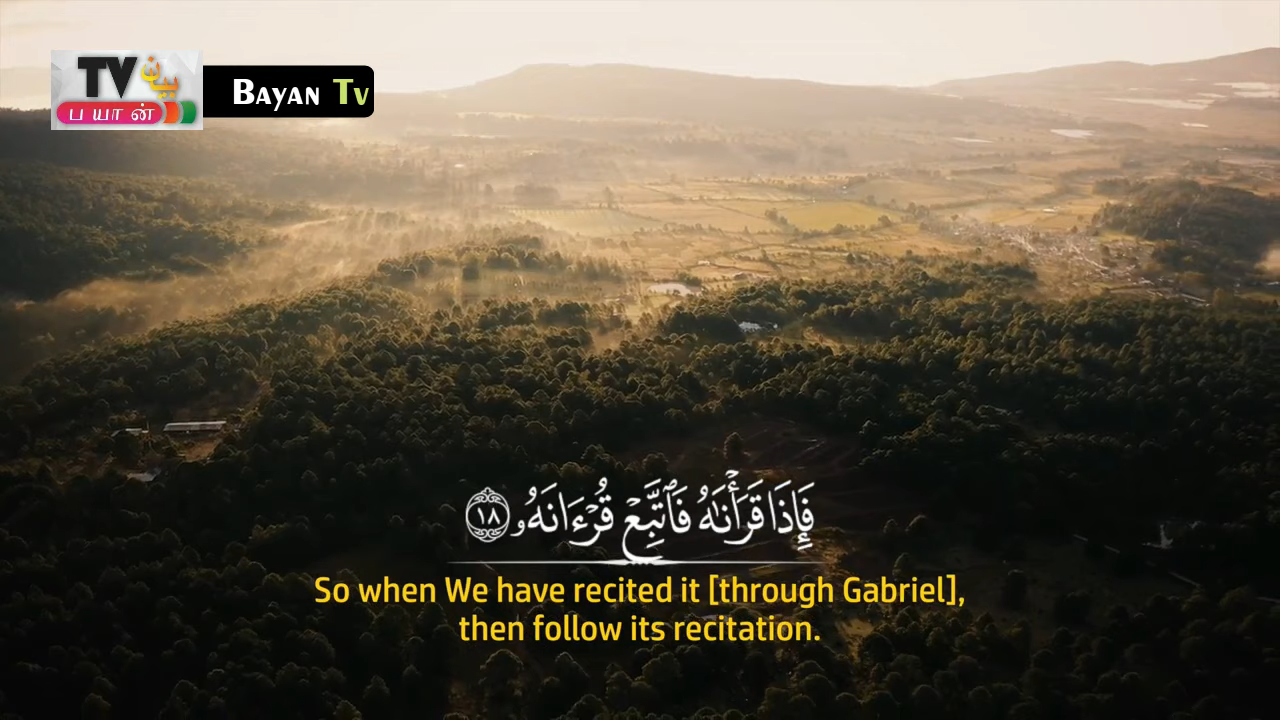 TV بيان
பயான்
Bayan Tv
فَإِذَا قَرَأْنَٰهُ فَٱتَّبِعْ قُرْءَانَهُۥ ١٨
So when We have recited it [through Gabriel],
then follow its recitation.